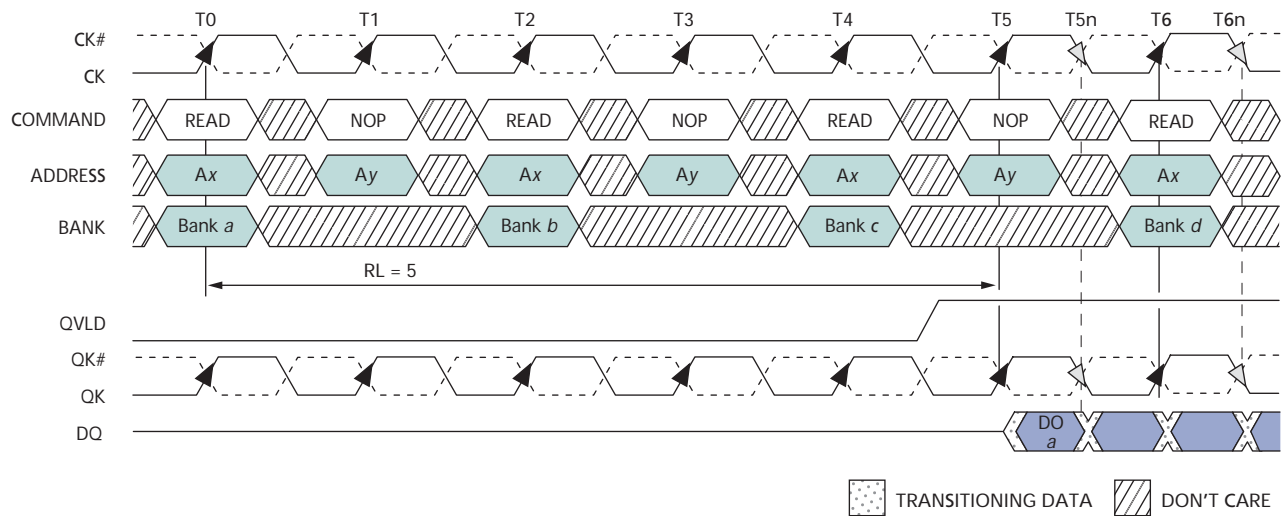 T0 T1 T2 T3 T4 T5 T5n T6 T6n
CK#
CK
COMMAND READ NOP READ NOP READ NOP READ
ADDRESS Ax Ay Ax Ay Ax Ay Ax
BANK Bank a Bank b Bank c Bank d
RL = 5
QVLD
QK#
QK
DQ DO
a
TRANSITIONING DATA DON'T CARE